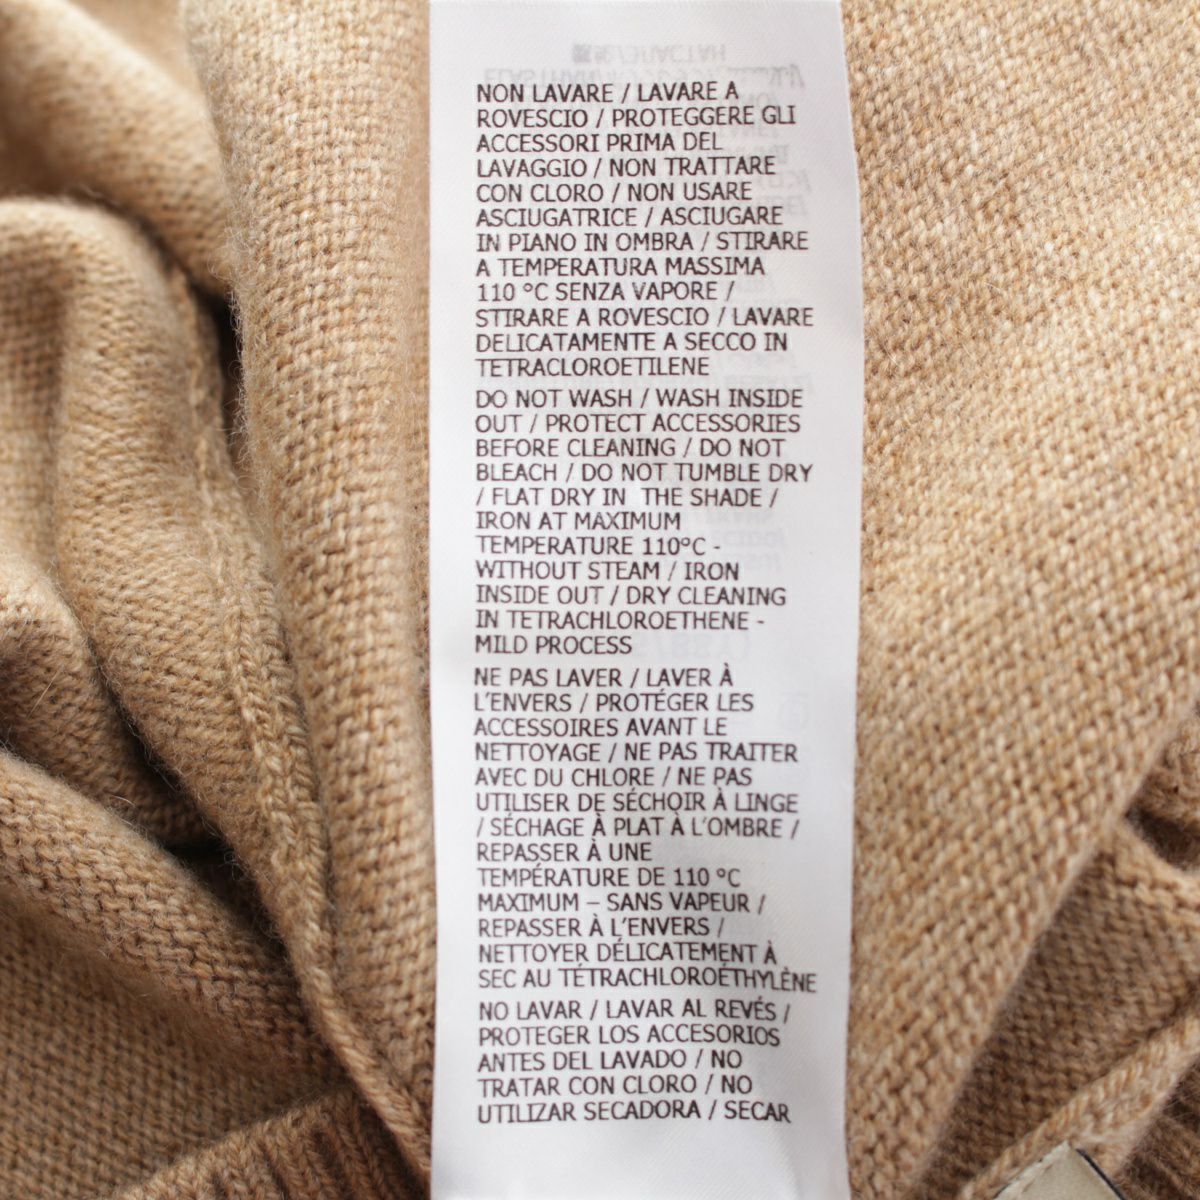 NON LAVARE / LAVARE A
ROVESCIO / PROTEGGERE GLI
ACCESSORI PRIMA DEL
LAVAGGIO / NON TRATTARE
CON CLORO / NON USARE
ASCIUGATRICE / ASCIUGARE
IN PIANO IN OMBRA / STIRARE
A TEMPERATURA MASSIMA
110 °C SENZA VAPORE /
STIRARE A ROVESCIO / LAVARE
DELICATAMENTE A SECCO IN
TETRACLOROETILENE
DO NOT WASH / WASH INSIDE
OUT / PROTECT ACCESSORIES
BEFORE CLEANING / DO NOT
BLEACH / DO NOT TUMBLE DRY
/ FLAT DRY IN THE SHADE /
IRON AT MAXIMUM
TEMPERATURE 110°C -
WITHOUT STEAM / IRON
INSIDE OUT / DRY CLEANING
IN TETRACHLOROETHENE -
MILD PROCESS
NE PAS LAVER / LAVER À
L'ENVERS / PROTÉGER LES
ACCESSOIRES AVANT LE
NETTOYAGE / NE PAS TRAITER
AVEC DU CHLORE / NE PAS
UTILISER DE SÉCHOIR À LINGE
/ SÉCHAGE À PLAT À L'OMBRE /
REPASSER À UNE
TEMPÉRATURE DE 110 °C
MAXIMUM – SANS VAPEUR /
REPASSER À L'ENVERS /
NETTOYER DÉLICATEMENT À
SEC AU TÉTRACHLOROÉTHYLÈNE
NO LAVAR / LAVAR AL REVÉS /
PROTEGER LOS ACCESORIOS
ANTES DEL LAVADO / NO
TRATAR CON CLORO / NO
UTILIZAR SECADORA / SECAR